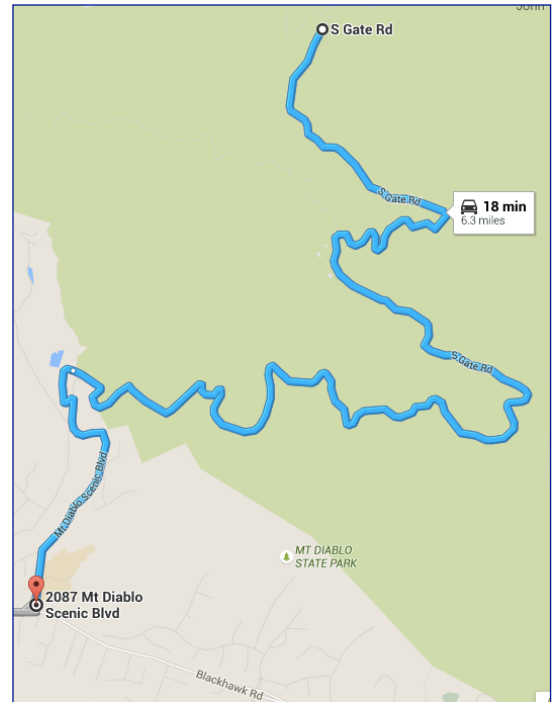 John
S Gate Rd
S Gate Rd
18 min
6.3 miles
S Gate Rd
Mt Diablo Scenic Blvd
MT DIABLO
STATE PARK
2087 Mt Diablo
Scenic Blvd
Blackhawk Rd